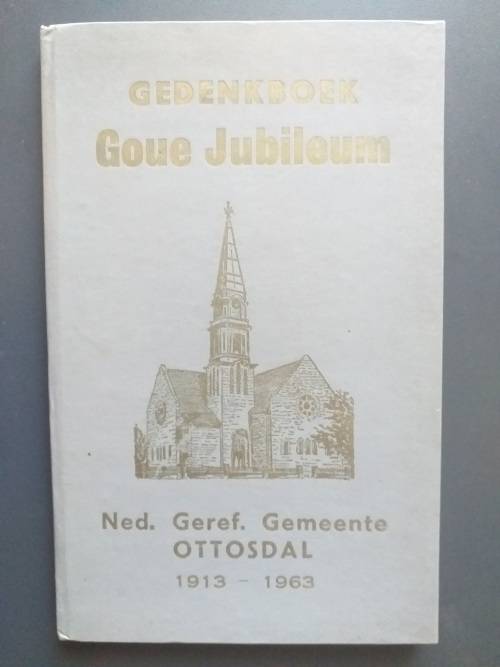 GEDENKBOEK
Goue Jubileum
Ned. Geref. Gemeente
OTTOSDAL
1913 - 1963